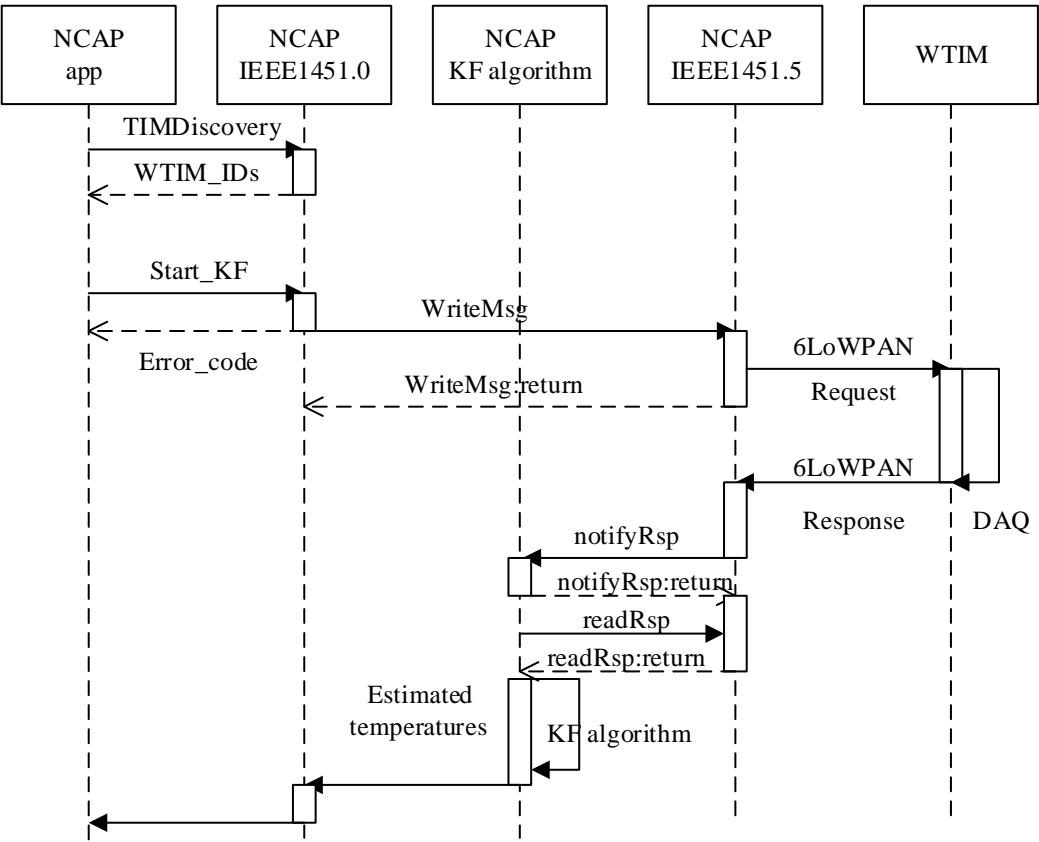 NCAP
app
NCAP
IEEE1451.0
NCAP
KF algorithm
NCAP
IEEE1451.5
WTIM
TIMDiscovery
WTIM_IDs
Start_KF
WriteMsg
Error_code
6LoWPAN
Request
WriteMsg:return
6LoWPAN
Response
DAQ
notifyRsp
notifyRsp:return
readRsp
readRsp:return
Estimated
temperatures
KF algorithm